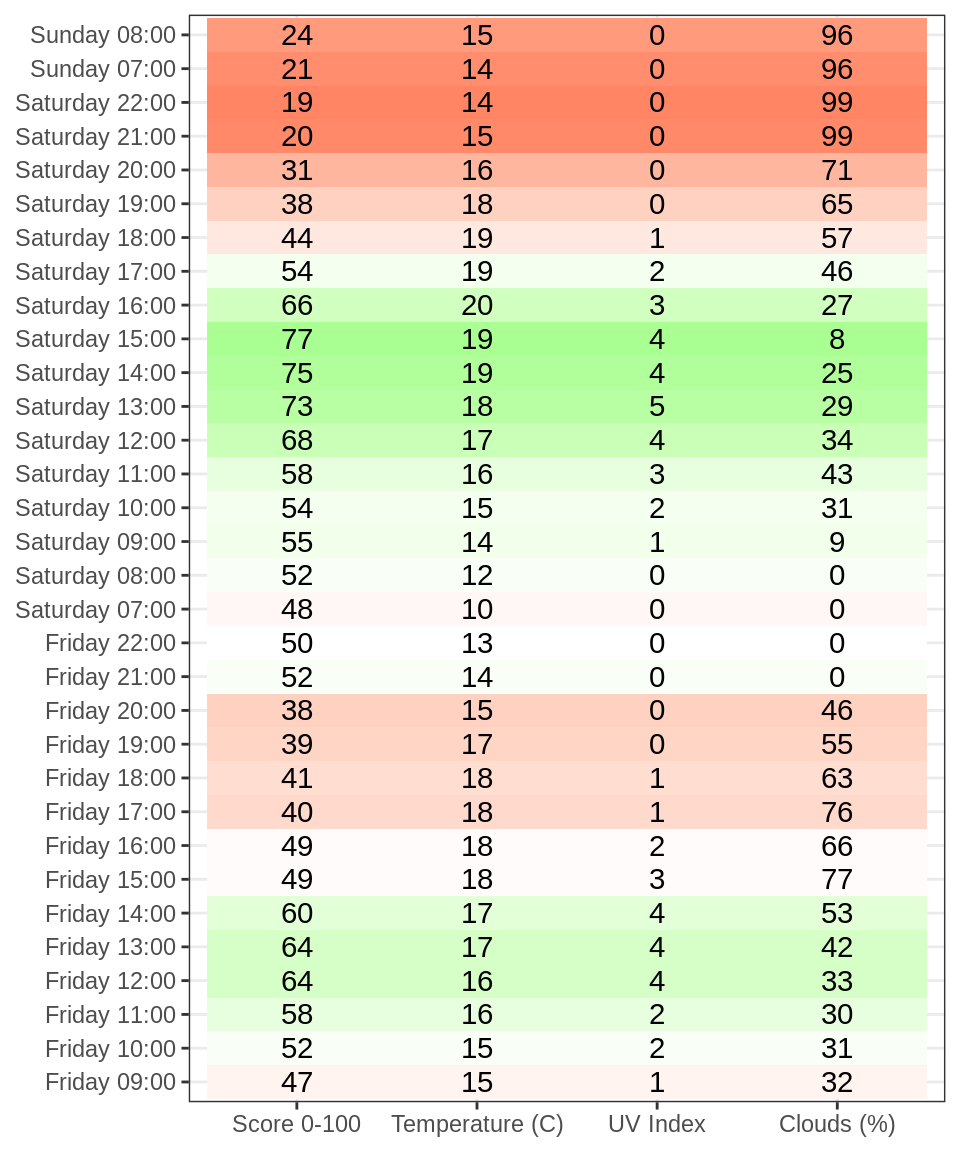 Sunday 08:00 24 15 0 96
Sunday 07:00 21 14 0 96
Saturday 22:00 19 14 0 99
Saturday 21:00 20 15 0 99
Saturday 20:00 31 16 0 71
Saturday 19:00 38 18 0 65
Saturday 18:00 44 19 1 57
Saturday 17:00 54 19 2 46
Saturday 16:00 66 20 3 27
Saturday 15:00 77 19 4 8
Saturday 14:00 75 19 4 25
Saturday 13:00 73 18 5 29
Saturday 12:00 68 17 4 34
Saturday 11:00 58 16 3 43
Saturday 10:00 54 15 2 31
Saturday 09:00 55 14 1 9
Saturday 08:00 52 12 0 0
Saturday 07:00 48 10 0 0
Friday 22:00 50 13 0 0
Friday 21:00 52 14 0 0
Friday 20:00 38 15 0 46
Friday 19:00 39 17 0 55
Friday 18:00 41 18 1 63
Friday 17:00 40 18 1 76
Friday 16:00 49 18 2 66
Friday 15:00 49 18 3 77
Friday 14:00 60 17 4 53
Friday 13:00 64 17 4 42
Friday 12:00 64 16 4 33
Friday 11:00 58 16 2 30
Friday 10:00 52 15 2 31
Friday 09:00 47 15 1 32
Score 0-100 Temperature (C) UV Index Clouds (%)